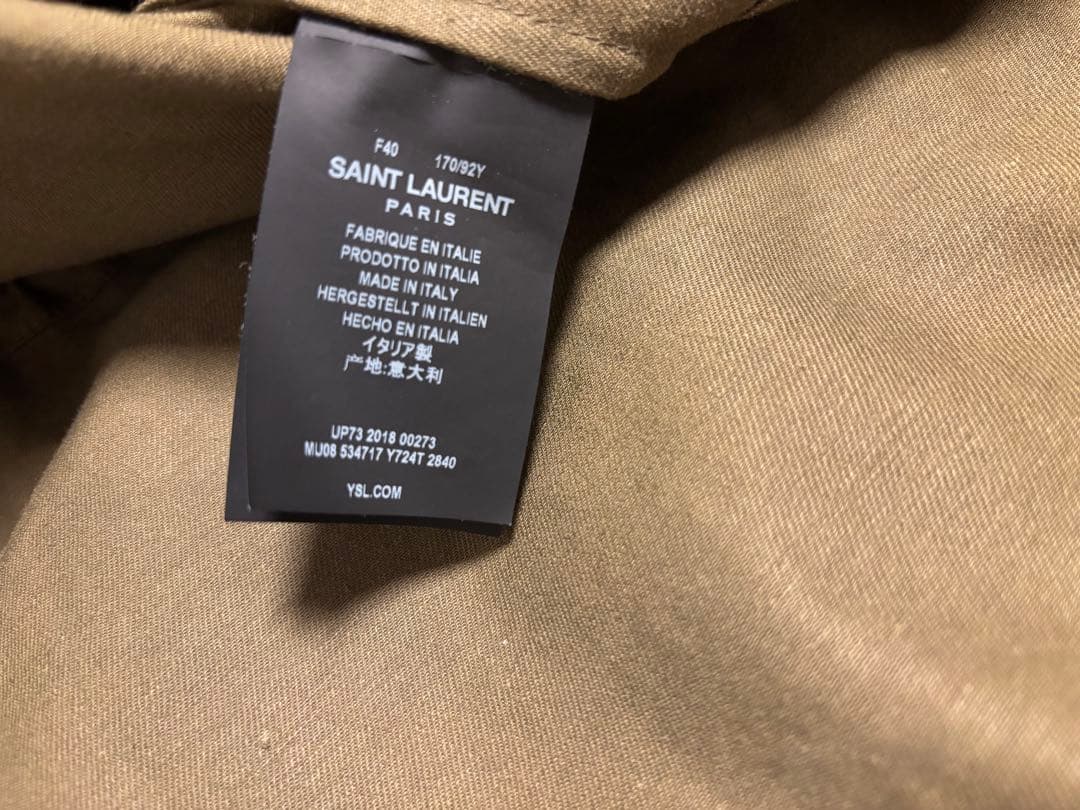 F40 170/92Y
SAINT LAURENT
PARIS
FABRIQUE EN ITALIE
PRODOTTO IN ITALIA
MADE IN ITALY
HERGESTELLT IN ITALIEN
HECHO EN ITALIA
イタリア製
产地:意大利
UP73 2018 00273
MU08 534717 Y724T 2840
YSL.COM